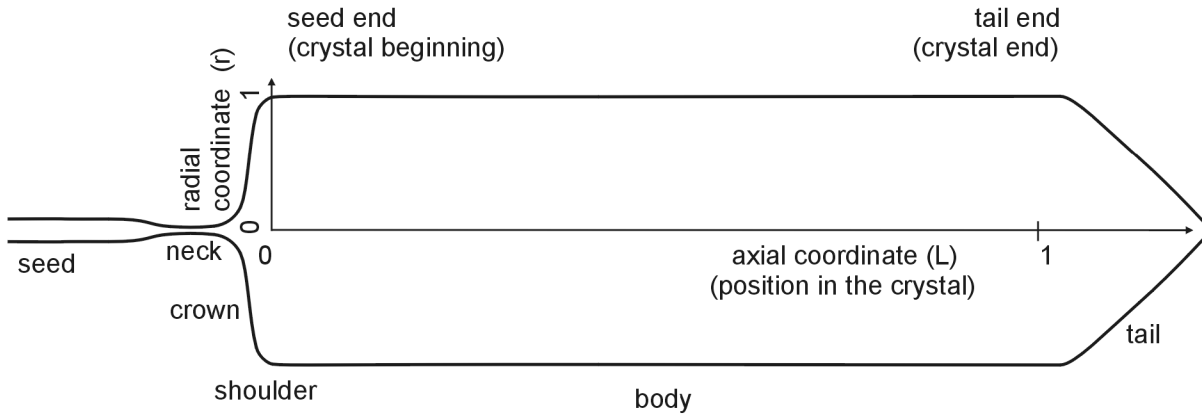 seed end
(crystal beginning)
tail end
(crystal end)
radial
coordinate (r)
1
0
seed
neck
0
axial coordinate (L)
(position in the crystal)
1
crown
tail
shoulder
body